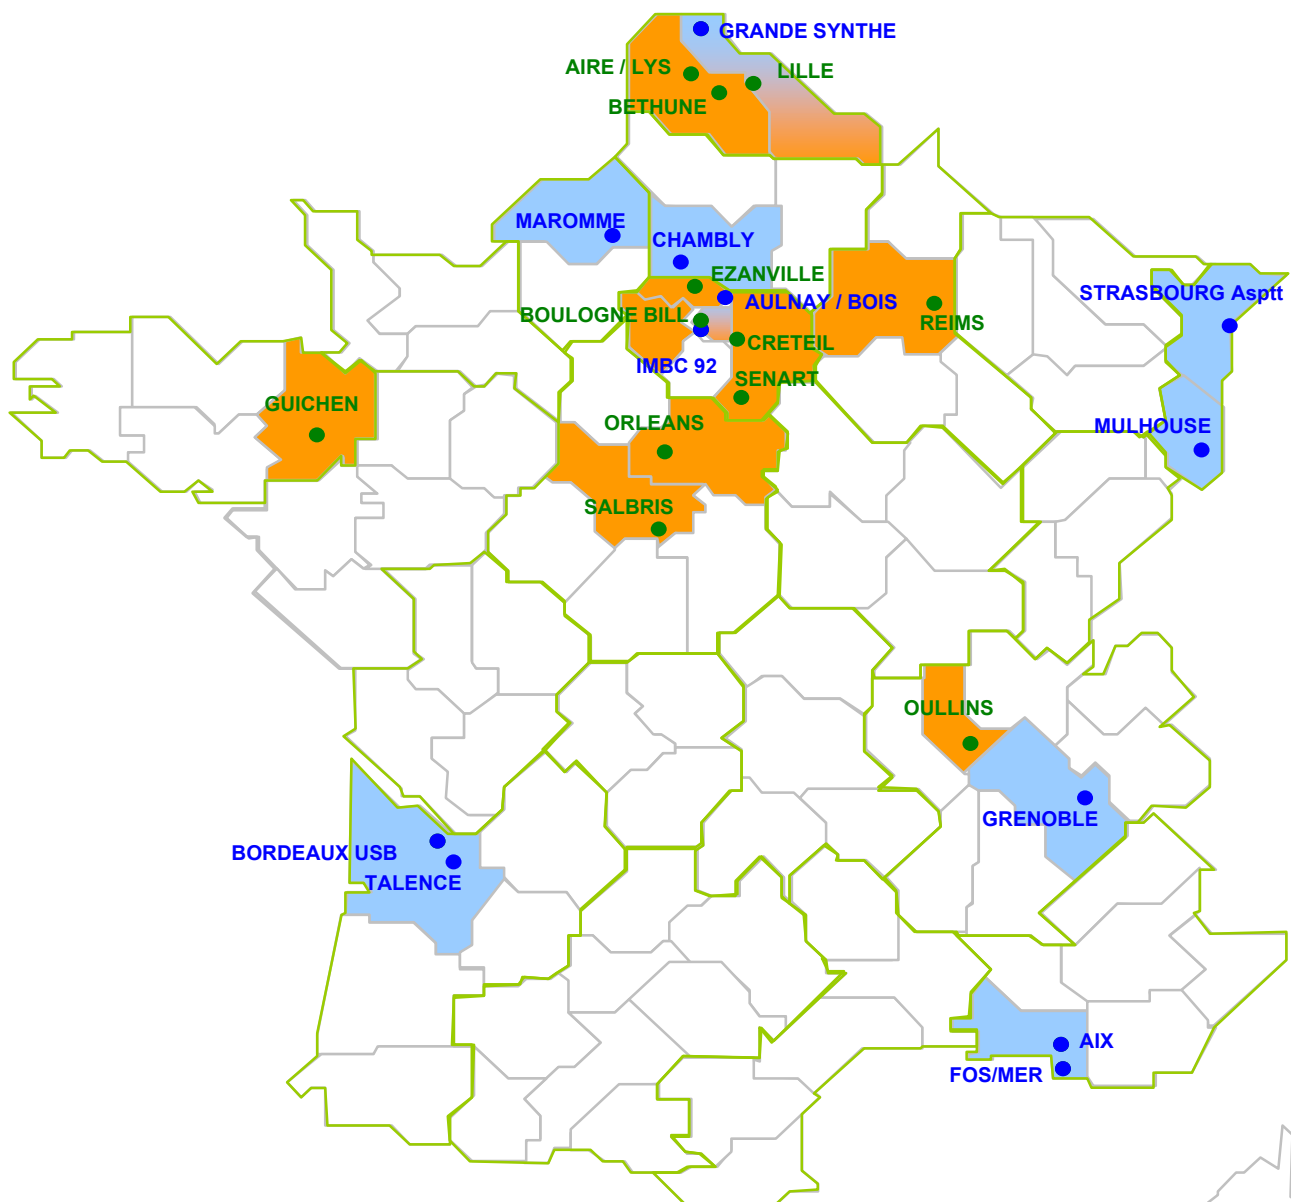 GRANDE SYNTHE
AIRE / LYS
LILLE
BETHUNE
MAROMME
CHAMBLY
EZANVILLE
AULNAY / BOIS
STRASBOURG Asptt
BOULOGNE BILL
REIMS
CRETEIL
IMBC 92
SENART
GUICHEN
ORLEANS
MULHOUSE
SALBRIS
OULLINS
GRENOBLE
BORDEAUX USB
TALENCE
AIX
FOS/MER